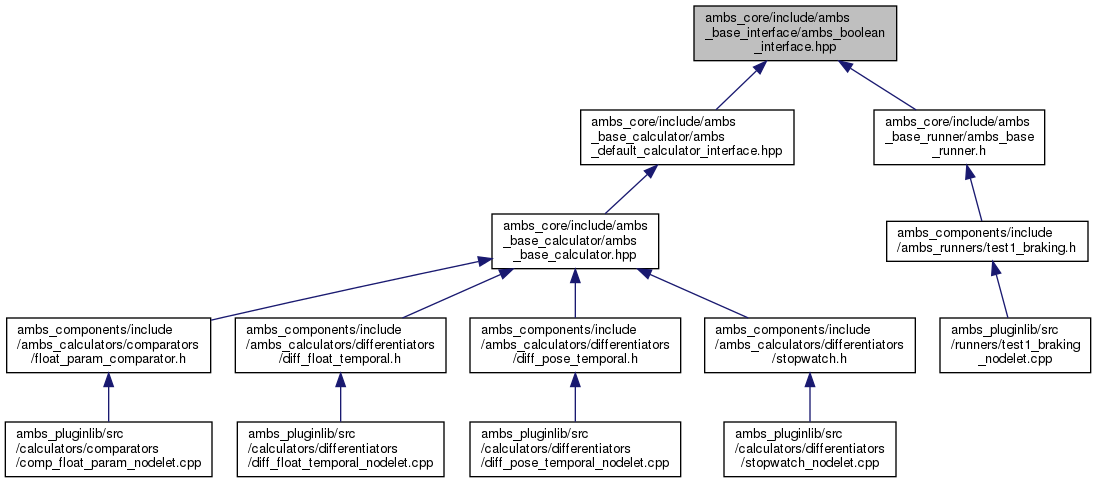 ambs_core/include/ambs
_base_interface/ambs_boolean
_interface.hpp
ambs_core/include/ambs
_base_calculator/ambs
_default_calculator_interface.hpp
ambs_core/include/ambs
_base_runner/ambs_base
_runner.h
ambs_core/include/ambs
_base_calculator/ambs
_base_calculator.hpp
ambs_components/include
/ambs_runners/test1_braking.h
ambs_components/include
/ambs_calculators/comparators
/float_param_comparator.h
ambs_components/include
/ambs_calculators/differentiators
/diff_float_temporal.h
ambs_components/include
/ambs_calculators/differentiators
/diff_pose_temporal.h
ambs_components/include
/ambs_calculators/differentiators
/stopwatch.h
ambs_pluginlib/src
/runners/test1_braking
_nodelet.cpp
ambs_pluginlib/src
/calculators/comparators
/comp_float_param_nodelet.cpp
ambs_pluginlib/src
/calculators/differentiators
/diff_float_temporal_nodelet.cpp
ambs_pluginlib/src
/calculators/differentiators
/diff_pose_temporal_nodelet.cpp
ambs_pluginlib/src
/calculators/differentiators
/stopwatch_nodelet.cpp